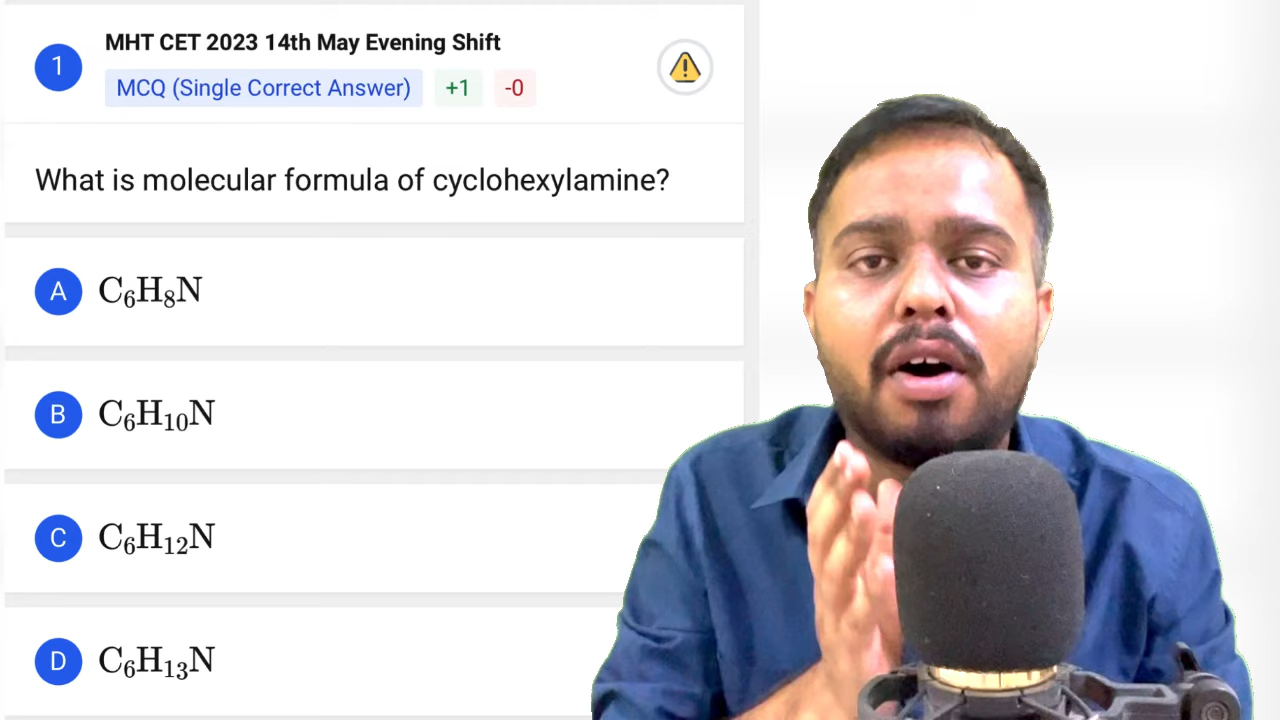 1
MHT CET 2023 14th May Evening Shift
MCQ (Single Correct Answer) +1 -0
What is molecular formula of cyclohexylamine?
A C₆H₈N
B C₆H₁₀N
C C₆H₁₂N
D C₆H₁₃N